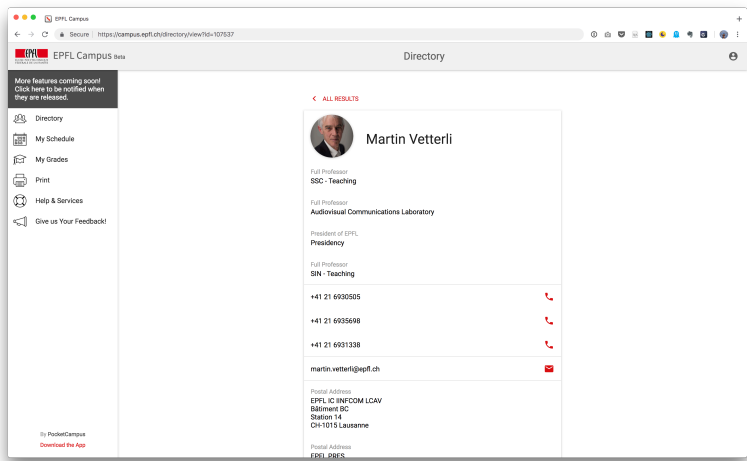 EPFL Campus
Secure | https://campus.epfl.ch/directory/view?id=107537
EPFL
EPFL Campus Beta
Directory
More features coming soon!
Click here to be notified when
they are released.
Directory
My Schedule
My Grades
Print
Help & Services
Give us Your Feedback!
By PocketCampus
Download the App
ALL RESULTS
Martin Vetterli
Full Professor
SSC - Teaching
Full Professor
Audiovisual Communications Laboratory
President of EPFL
Presidency
Full Professor
SIN - Teaching
+41 21 6930505
+41 21 6935698
+41 21 6931338
martin.vetterli@epfl.ch
Postal Address
EPFL IC IINFCOM LCAV
Bâtiment BC
Station 14
CH-1015 Lausanne
Postal Address
EPFL PRES